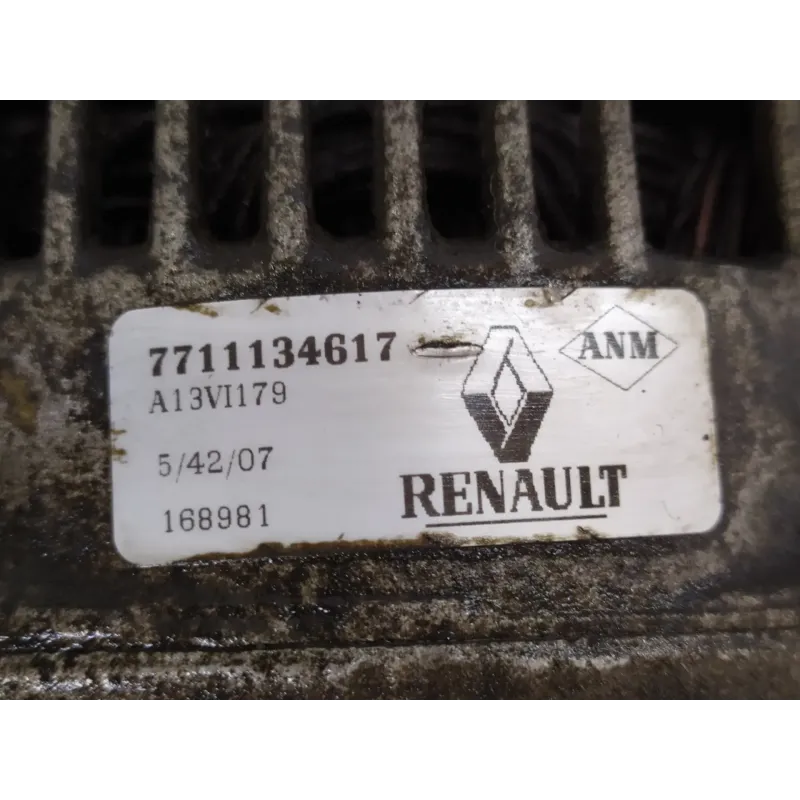 7711134617
ANM
A13VI179
5/42/07
168981
RENAULT